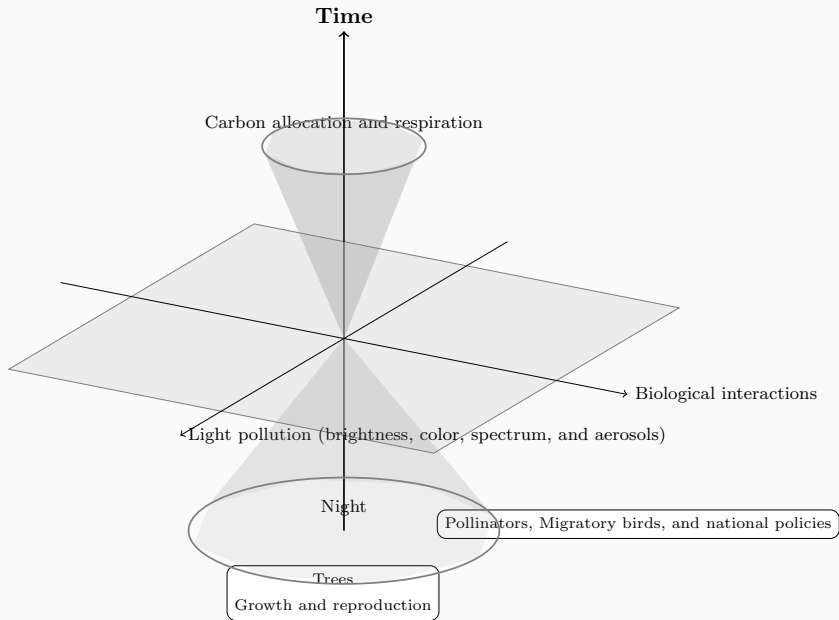 Time
Carbon allocation and respiration
Biological interactions
Light pollution (brightness, color, spectrum, and aerosols)
Night
Pollinators, Migratory birds, and national policies
Trees
Growth and reproduction